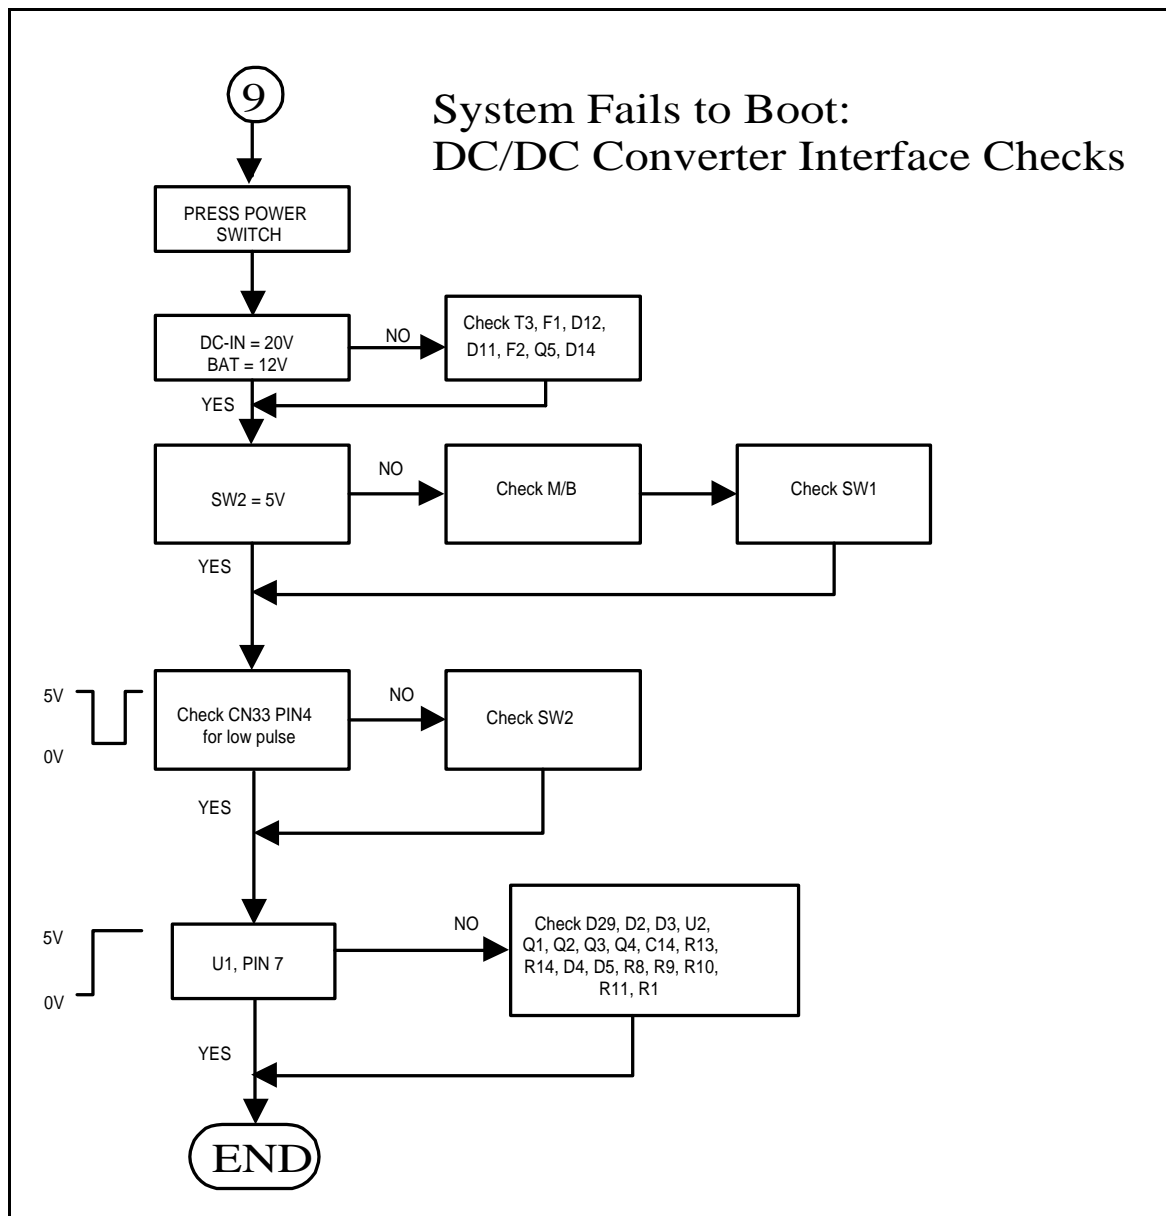 9
System Fails to Boot:
DC/DC Converter Interface Checks
PRESS POWER
SWITCH
DC-IN = 20V
BAT = 12V
NO
Check T3, F1, D12,
D11, F2, Q5, D14
YES
SW2 = 5V
NO
Check M/B
Check SW1
YES
5V
0V
Check CN33 PIN4
for low pulse
NO
Check SW2
YES
5V
0V
U1, PIN 7
NO
Check D29, D2, D3, U2,
Q1, Q2, Q3, Q4, C14, R13,
R14, D4, D5, R8, R9, R10,
R11, R1
YES
END